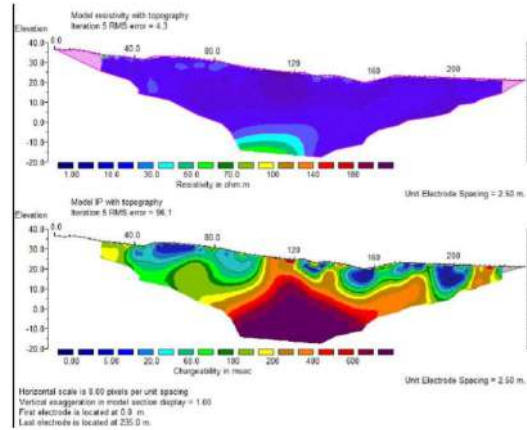 Model resistivity with topography
Iteration 5 RMS error = 4.3
Elevation
0.0
40.0
80.0
120
160
200
40.0
30.0
20.0
10.0
0.0
-10.0
-20.0
1.00 10.0 30.0 50.0 70.0 100 140 180
Resistivity in ohm.m
Unit Electrode Spacing = 2.50 m.
Model IP with topography
Iteration 5 RMS error = 96.1
Elevation
0.0
40.0
80.0
120
160
200
40.0
30.0
20.0
10.0
0.0
-10.0
-20.0
0.00 5.00 20.0 60.0 100 200 400 600
Chargeability in msec
Unit Electrode Spacing = 2.50 m.
Horizontal scale is 8.00 pixels per unit spacing
Vertical exaggeration in model section display = 1.00
First electrode is located at 0.0 m.
Last electrode is located at 235.0 m.